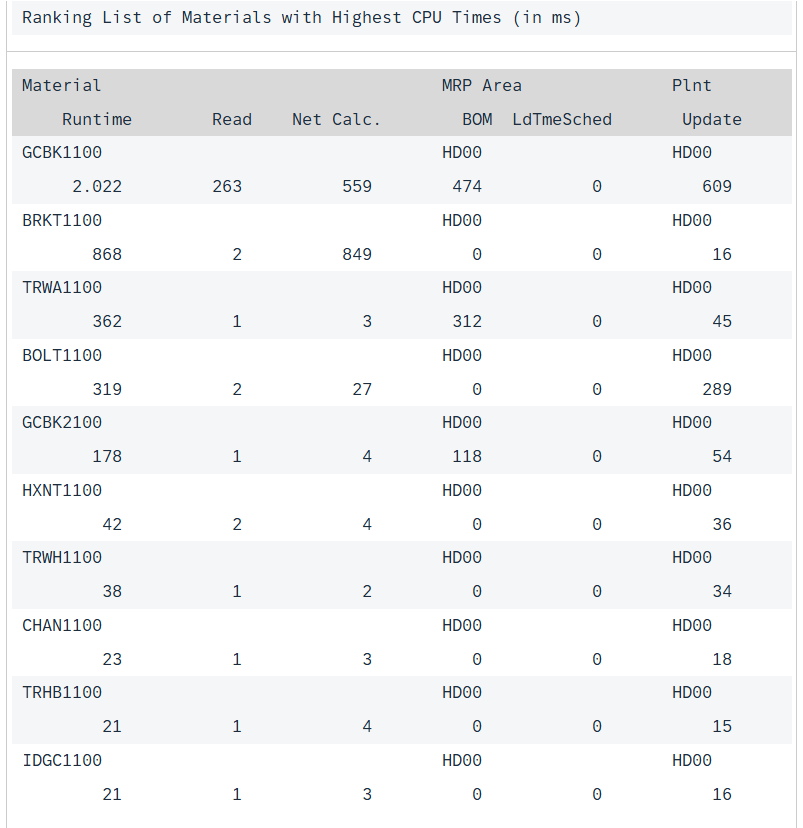 Ranking List of Materials with Highest CPU Times (in ms)
Material MRP Area Plnt
Runtime Read Net Calc. BOM LdTmeSched Update
GCBK1100 HD00 HD00
2.022 263 559 474 0 609
BRKT1100 HD00 HD00
868 2 849 0 0 16
TRWA1100 HD00 HD00
362 1 3 312 0 45
BOLT1100 HD00 HD00
319 2 27 0 0 289
GCBK2100 HD00 HD00
178 1 4 118 0 54
HXNT1100 HD00 HD00
42 2 4 0 0 36
TRWH1100 HD00 HD00
38 1 2 0 0 34
CHAN1100 HD00 HD00
23 1 3 0 0 18
TRHB1100 HD00 HD00
21 1 4 0 0 15
IDGC1100 HD00 HD00
21 1 3 0 0 16